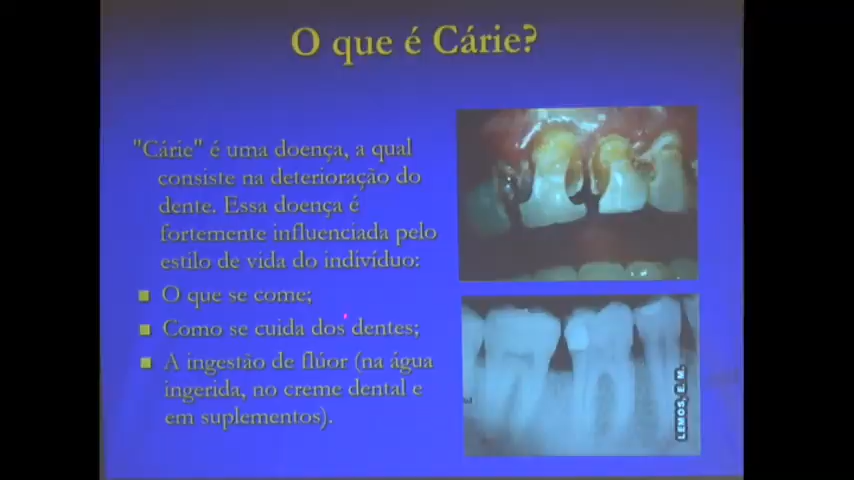 O que é Cárie?
"Cárie" é uma doença, a qual
consiste na deterioração do
dente. Essa doença é
fortemente influenciada pelo
estilo de vida do indivíduo:
O que se come;
Como se cuida dos dentes;
A ingestão de flúor (na água
ingerida, no creme dental e
em suplementos).
LEMOS, E. M.